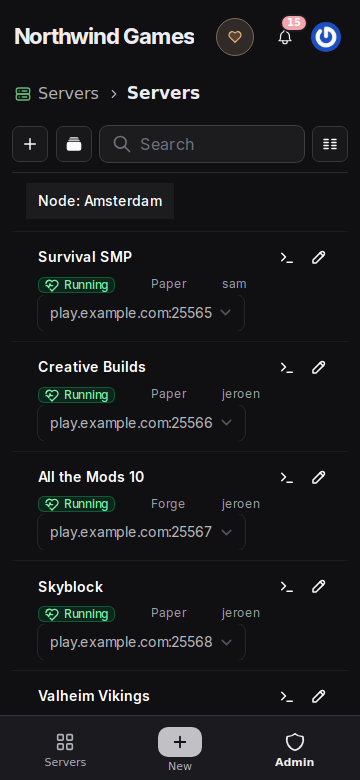 Northwind Games
15
Servers > Servers
Search
Node: Amsterdam
Survival SMP
Running Paper sam
play.example.com:25565
Creative Builds
Running Paper jeroen
play.example.com:25566
All the Mods 10
Running Forge jeroen
play.example.com:25567
Skyblock
Running Paper jeroen
play.example.com:25568
Valheim Vikings
Servers New Admin